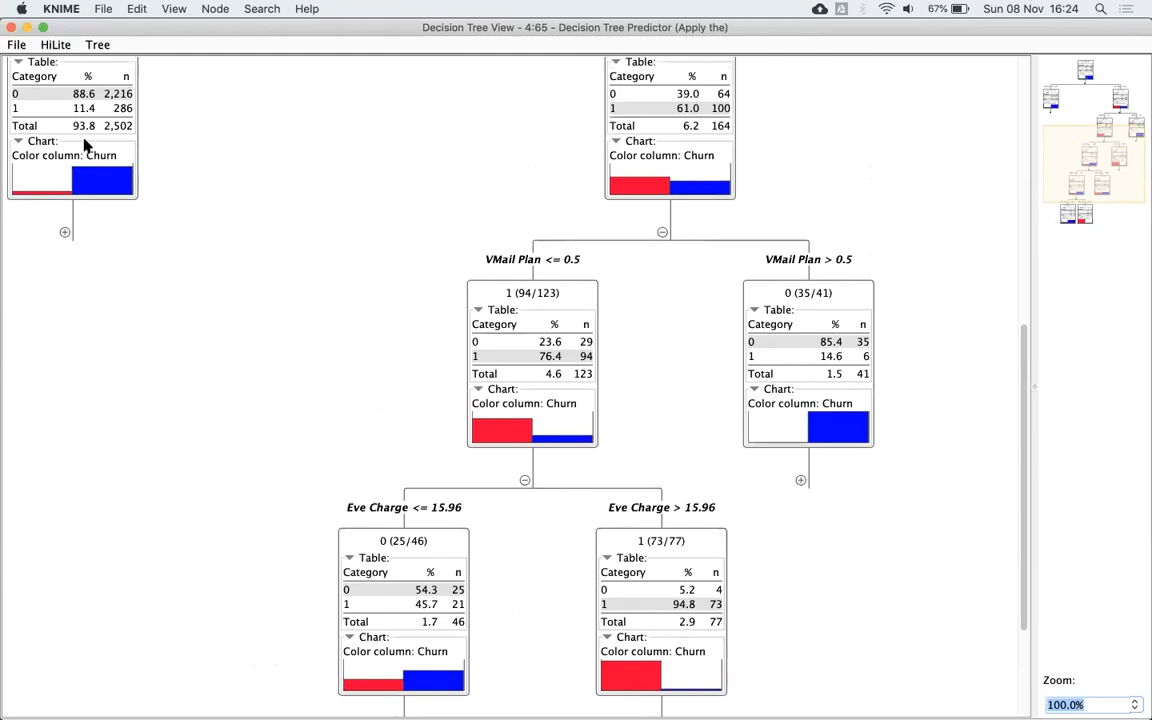 KNIME File Edit View Node Search Help 67% Sun 08 Nov 16:24
Decision Tree View - 4:65 - Decision Tree Predictor (Apply the)
File HiLite Tree
Table:
Category % n
0 88.6 2,216
1 11.4 286
Total 93.8 2,502
Chart:
Color column: Churn
Table:
Category % n
0 39.0 64
1 61.0 100
Total 6.2 164
Chart:
Color column: Churn
VMail Plan <= 0.5
VMail Plan > 0.5
1 (94/123)
Table:
Category % n
0 23.6 29
1 76.4 94
Total 4.6 123
Chart:
Color column: Churn
0 (35/41)
Table:
Category % n
0 85.4 35
1 14.6 6
Total 1.5 41
Chart:
Color column: Churn
Eve Charge <= 15.96
Eve Charge > 15.96
0 (25/46)
Table:
Category % n
0 54.3 25
1 45.7 21
Total 1.7 46
Chart:
Color column: Churn
1 (73/77)
Table:
Category % n
0 5.2 4
1 94.8 73
Total 2.9 77
Chart:
Color column: Churn
Zoom:
100.0%